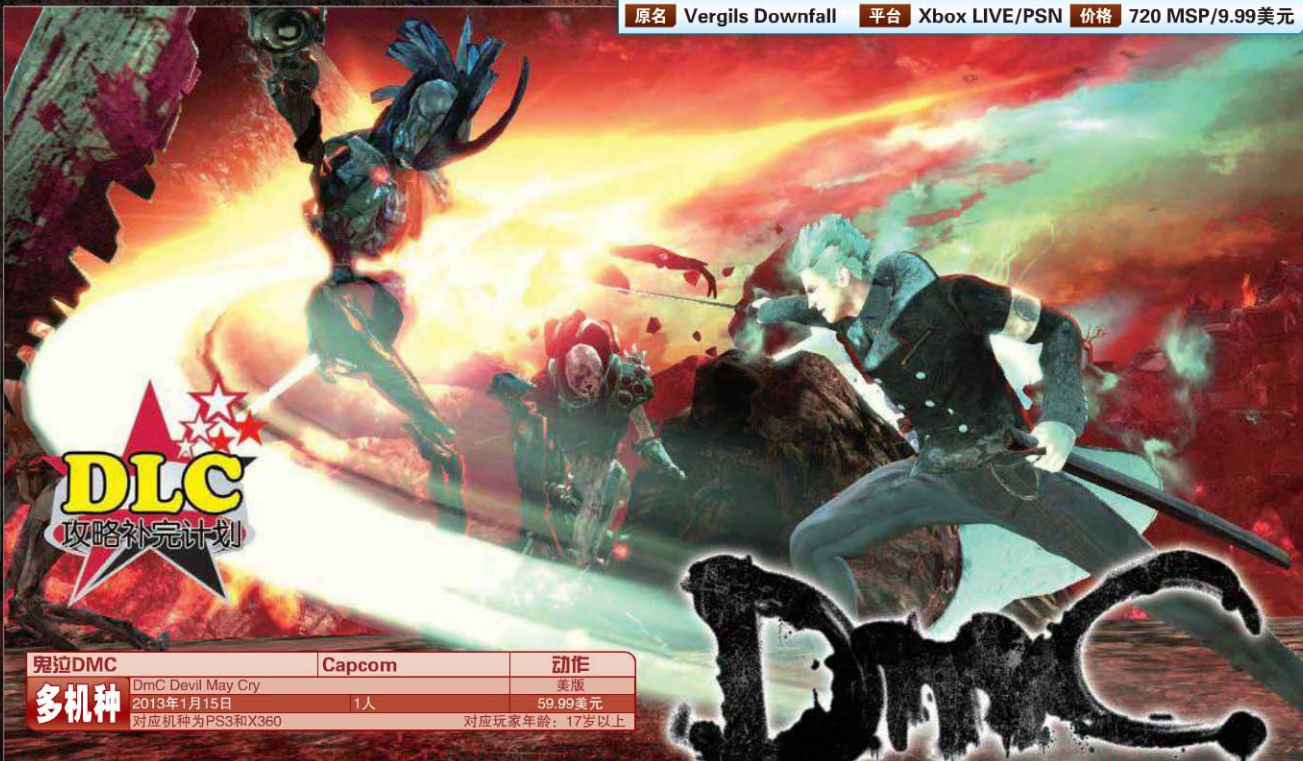 原名 Vergils Downfall 平台 Xbox LIVE/PSN 价格 720 MSP/9.99美元
DLC
攻略补完计划
鬼泣DMC Capcom 动作
多机种
DmC Devil May Cry 美版
2013年1月15日 1人 59.99美元
对应机种为PS3和X360 对应玩家年龄：17岁以上
DmC